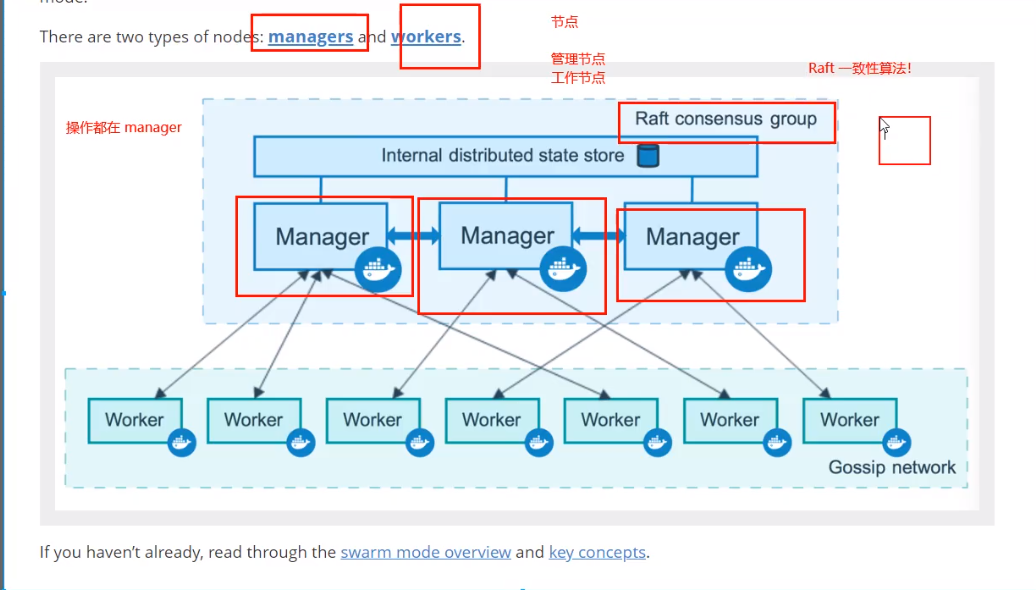 mode.
There are two types of nodes: managers and workers.
节点
管理节点
工作节点
Raft 一致性算法!
操作都在 manager
Raft consensus group
Internal distributed state store
Manager
Manager
Manager
Worker
Worker
Worker
Worker
Worker
Worker
Worker
Gossip network
If you haven't already, read through the swarm mode overview and key concepts.